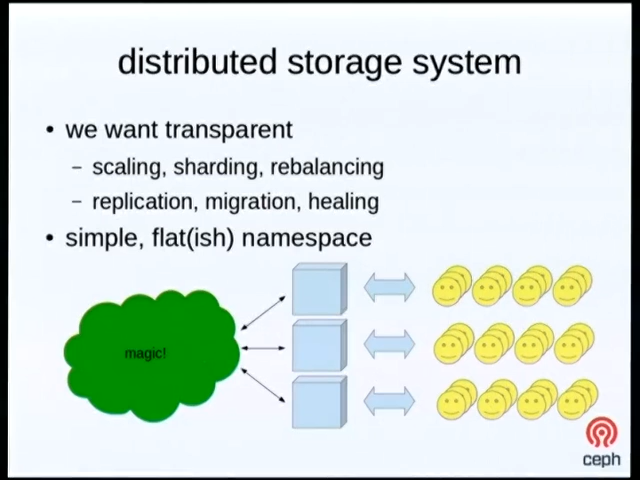 distributed storage system
• we want transparent
– scaling, sharding, rebalancing
– replication, migration, healing
• simple, flat(ish) namespace
magic!
ceph